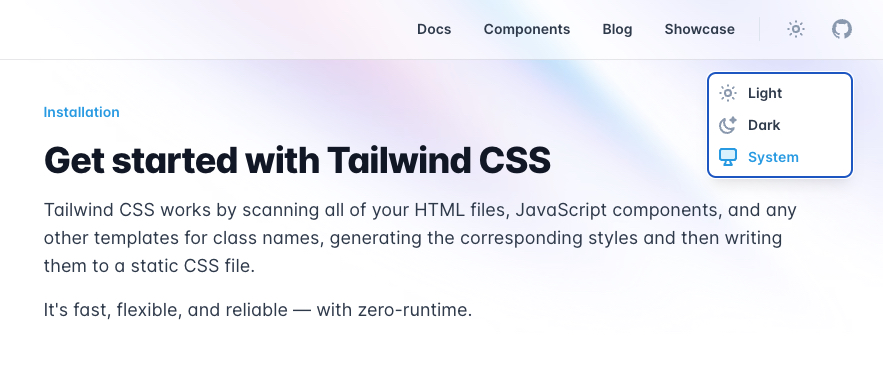 Docs Components Blog Showcase
Light
Dark
System
Installation
Get started with Tailwind CSS
Tailwind CSS works by scanning all of your HTML files, JavaScript components, and any
other templates for class names, generating the corresponding styles and then writing
them to a static CSS file.
It's fast, flexible, and reliable — with zero-runtime.